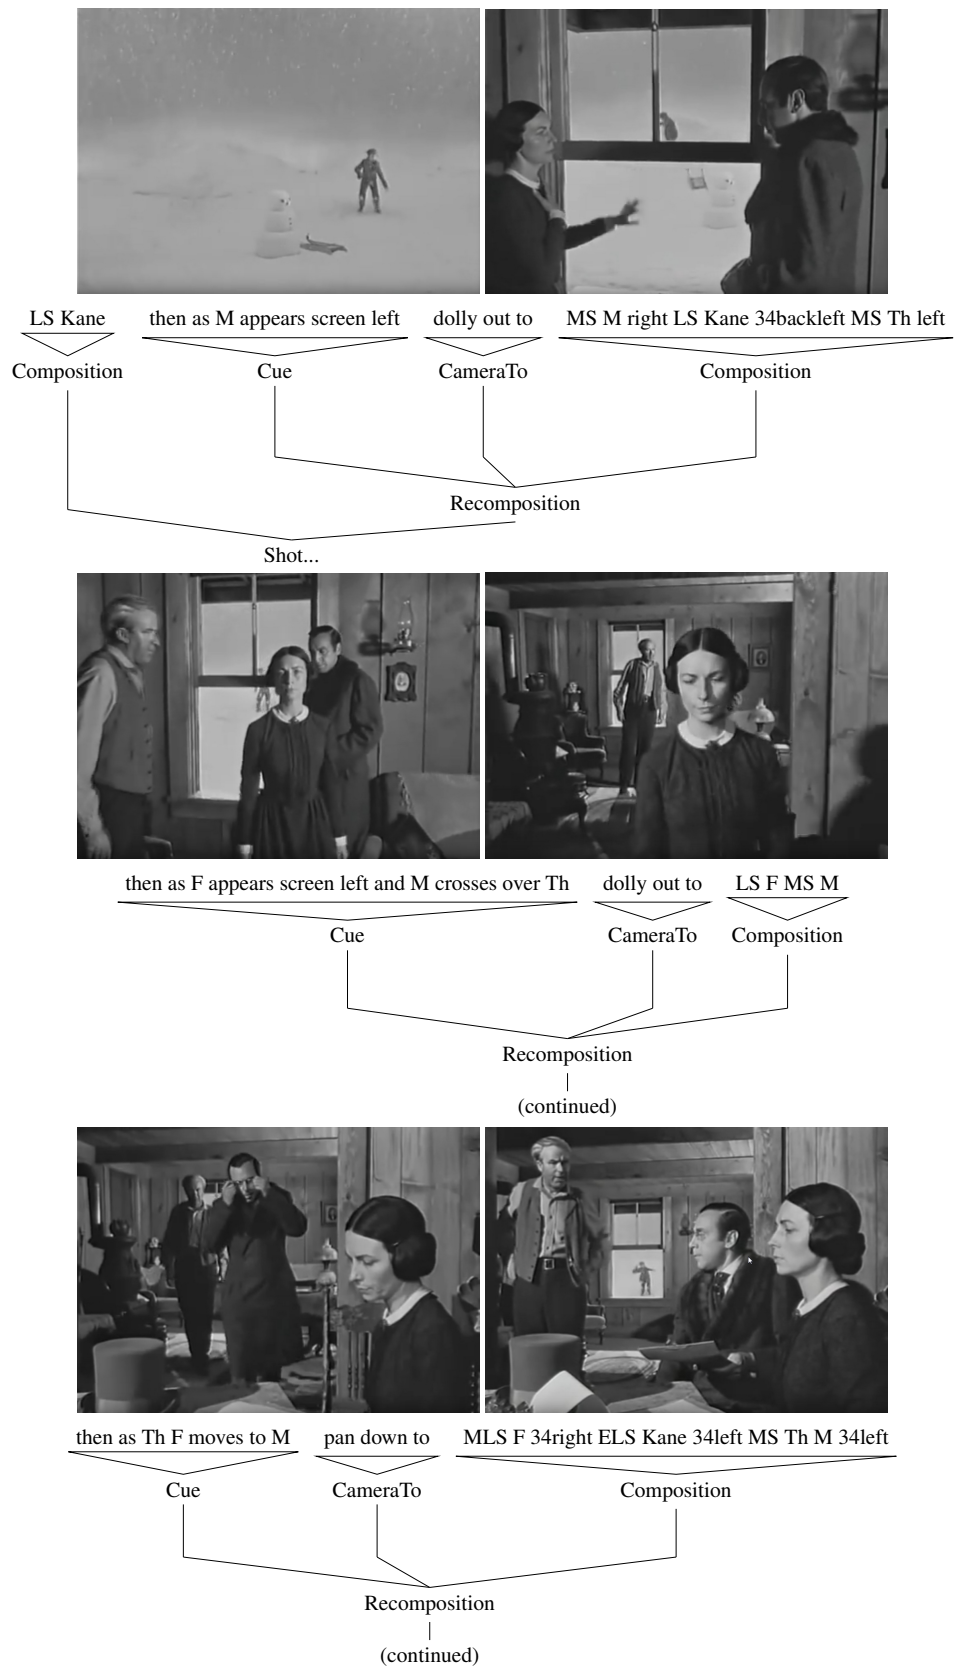 LS Kane then as M appears screen left dolly out to MS M right LS Kane 34backleft MS Th left
Composition Cue CameraTo Composition
Recomposition
Shot...
then as F appears screen left and M crosses over Th dolly out to LS F MS M
Cue CameraTo Composition
Recomposition
(continued)
then as Th F moves to M pan down to MLS F 34right ELS Kane 34left MS Th M 34left
Cue CameraTo Composition
Recomposition
(continued)